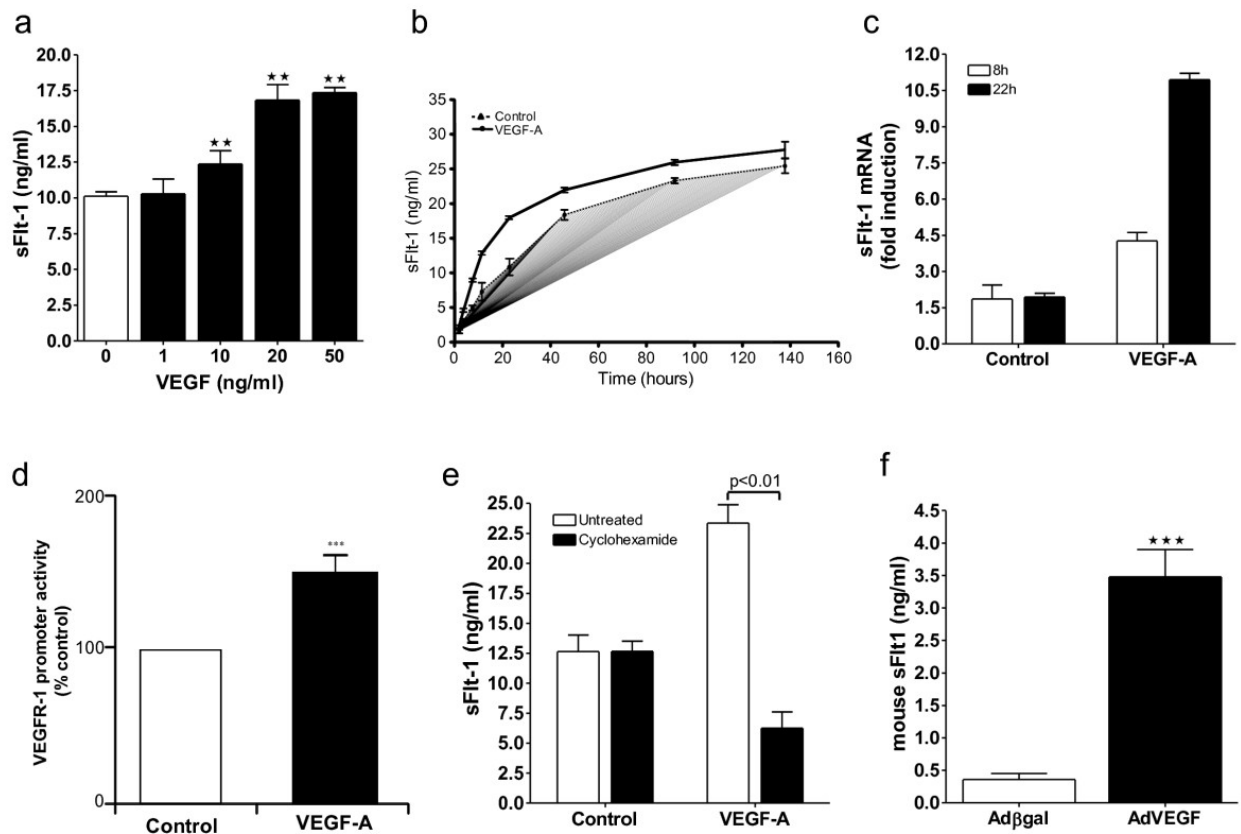 a
20.0
17.5
15.0
12.5
10.0
7.5
5.0
2.5
0.0
sFlt-1 (ng/ml)
★★
★★
★★
0 1 10 20 50
VEGF (ng/ml)
b
35
30
25
20
15
10
5
0
sFlt-1 (ng/ml)
Control
VEGF-A
0 20 40 60 80 100 120 140 160
Time (hours)
c
12.0
10.5
9.0
7.5
6.0
4.5
3.0
1.5
0.0
sFlt-1 mRNA
(fold induction)
8h
22h
Control VEGF-A
d
200
100
0
VEGFR-1 promoter activity
(% control)
***
Control VEGF-A
e
25.0
22.5
20.0
17.5
15.0
12.5
10.0
7.5
5.0
2.5
0.0
sFlt-1 (ng/ml)
Untreated
Cyclohexamide
p<0.01
Control VEGF-A
f
4.5
4.0
3.5
3.0
2.5
2.0
1.5
1.0
0.5
0.0
mouse sFlt1 (ng/ml)
★★★
Adβgal AdVEGF